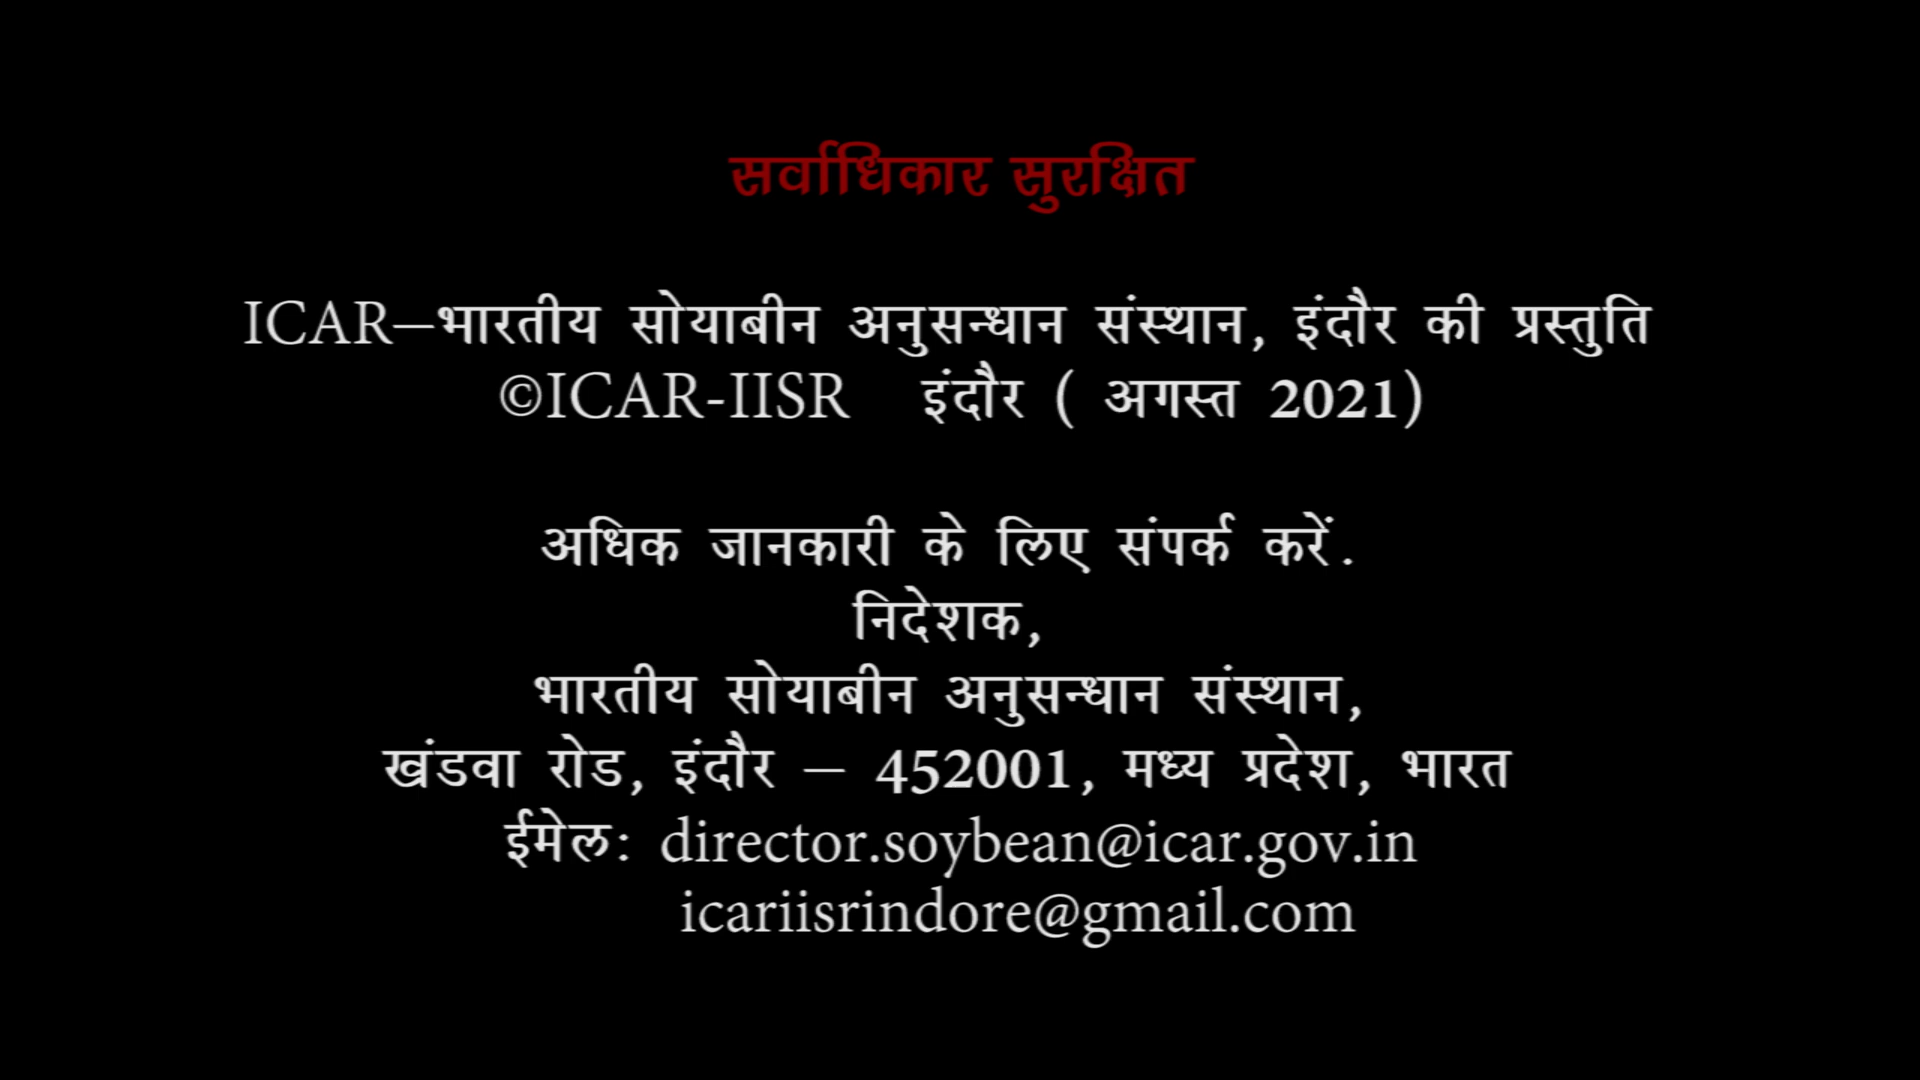 सर्वाधिकार सुरक्षित
ICAR–भारतीय सोयाबीन अनुसन्धान संस्थान, इंदौर की प्रस्तुति
©ICAR-IISR इंदौर ( अगस्त 2021)
अधिक जानकारी के लिए संपर्क करें.
निदेशक,
भारतीय सोयाबीन अनुसन्धान संस्थान,
खंडवा रोड, इंदौर – 452001, मध्य प्रदेश, भारत
ईमेल: director.soybean@icar.gov.in
icariisrindore@gmail.com